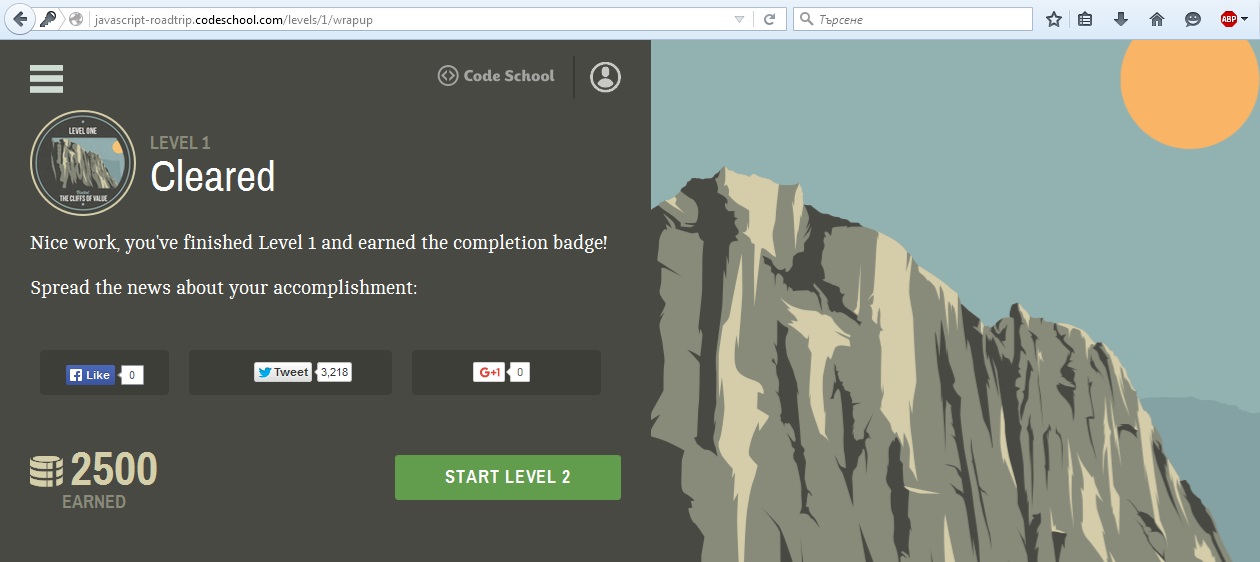 javascript-roadtrip.codeschool.com/levels/1/wrapup
Търсене
ABP
Code School
LEVEL ONE
THE CLIFFS OF VALUE
LEVEL 1
Cleared
Nice work, you've finished Level 1 and earned the completion badge!
Spread the news about your accomplishment:
Like 0
Tweet 3,218
G+1 0
2500
EARNED
START LEVEL 2